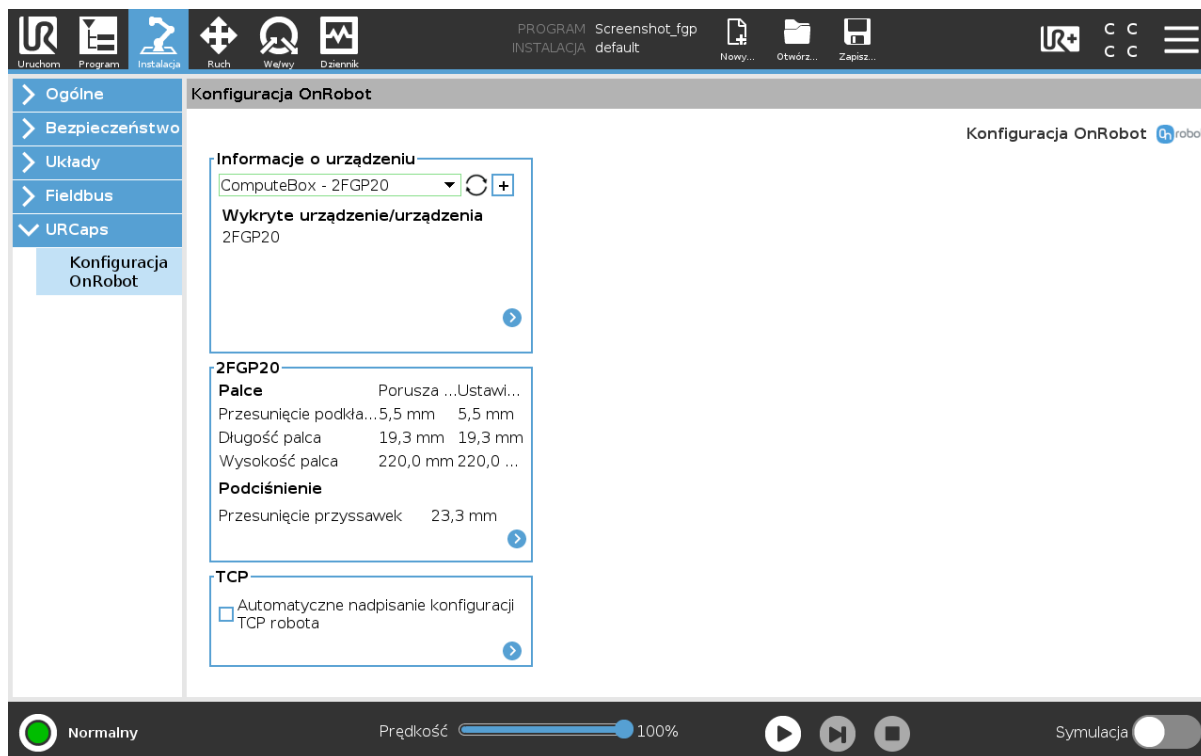 PROGRAM Screenshot_fgp
INSTALACJA default
Uruchom
Program
Instalacja
Ruch
We/wy
Dziennik
Nowy...
Otwórz...
Zapisz...
UR+
C C
C C
Ogólne
Bezpieczeństwo
Układy
Fieldbus
URCaps
Konfiguracja
OnRobot
Konfiguracja OnRobot
Konfiguracja OnRobot On robo
Informacje o urządzeniu
ComputeBox - 2FGP20
Wykryte urządzenie/urządzenia
2FGP20
2FGP20
Palce Porusza ...Ustawi...
Przesunięcie podkła...5,5 mm 5,5 mm
Długość palca 19,3 mm 19,3 mm
Wysokość palca 220,0 mm 220,0 ...
Podciśnienie
Przesunięcie przyssawek 23,3 mm
TCP
Automatyczne nadpisanie konfiguracji
TCP robota
Normalny
Prędkość 100%
Symulacja